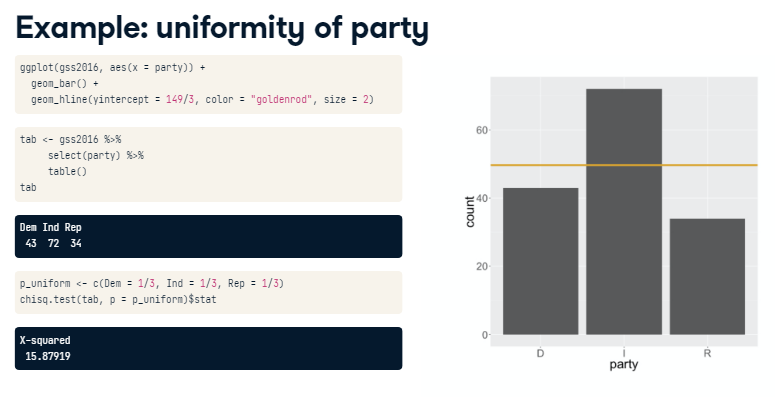 Example: uniformity of party
ggplot(gss2016, aes(x = party)) +
  geom_bar() +
  geom_hline(yintercept = 149/3, color = "goldenrod", size = 2)
tab <- gss2016 %>%
     select(party) %>%
     table()
tab
Dem Ind Rep
 43  72  34
p_uniform <- c(Dem = 1/3, Ind = 1/3, Rep = 1/3)
chisq.test(tab, p = p_uniform)$stat
X-squared
 15.87919
count
60
40
20
0
D I R
party